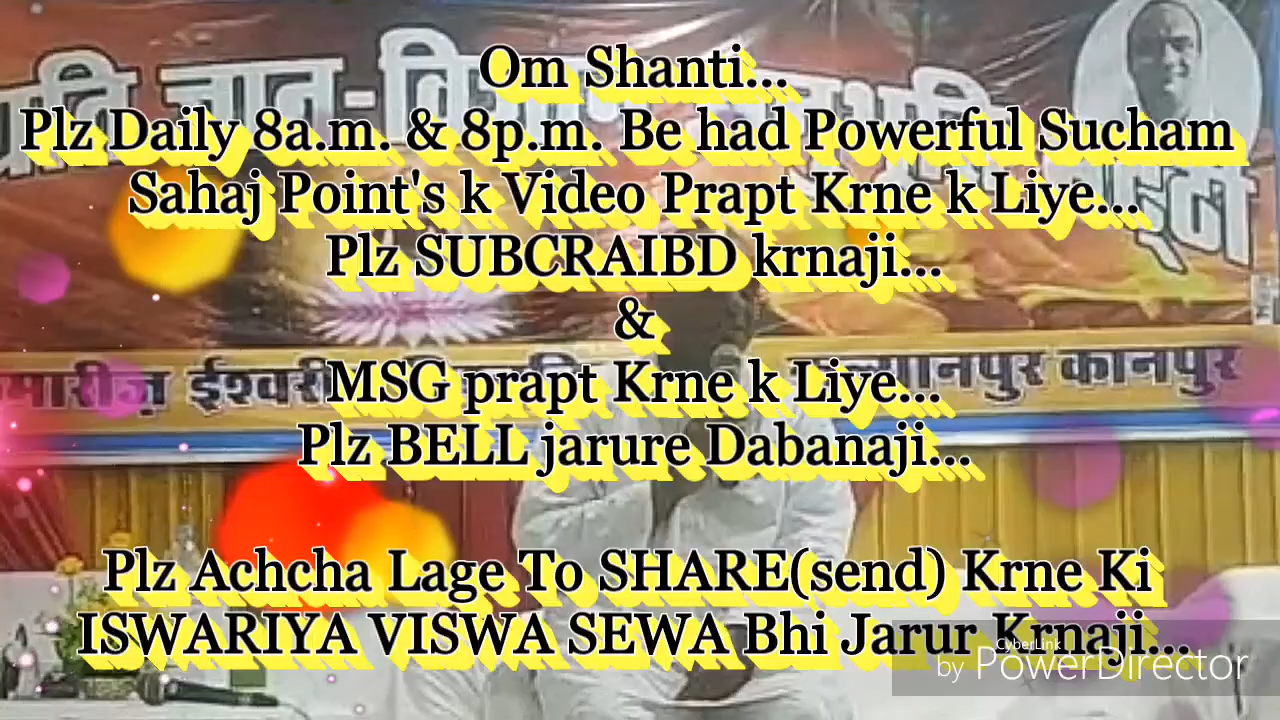 Om Shanti...
Plz Daily 8a.m. & 8p.m. Be had Powerful Sucham
Sahaj Point's k Video Prapt Krne k Liye...
Plz SUBCRAIBD krnaji...
&
MSG prapt Krne k Liye...
Plz BELL jarure Dabanaji...
Plz Achcha Lage To SHARE(send) Krne Ki
ISWARIYA VISWA SEWA Bhi Jarur Krnaji...
कानपुर
CyberLink
by PowerDirector